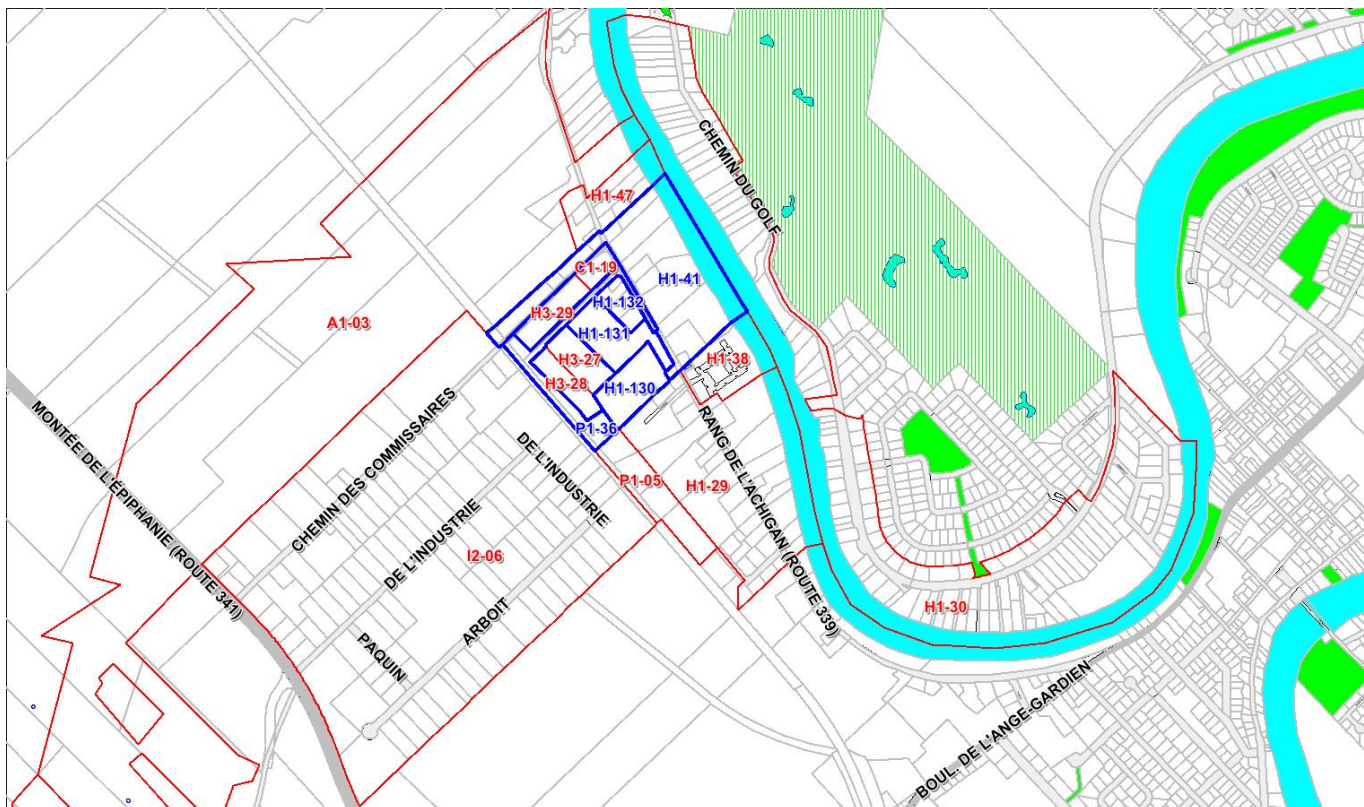 CHEMIN DU GOLF
H1-47
C1-19
H1-41
H3-29
H1-132
A1-03
H1-131
H3-27
H1-38
H3-28
H1-130
P1-36
MONTÉE DE L'ÉPIPHANIE (ROUTE 341)
CHEMIN DES COMMISSAIRES
DE L'INDUSTRIE
DE L'INDUSTRIE
P1-05
H1-29
RANG DE L'ACHIGAN (ROUTE 339)
I2-06
H1-30
ARBOIT
PAQUIN
BOUL. DE L'ANGE-GARDIEN